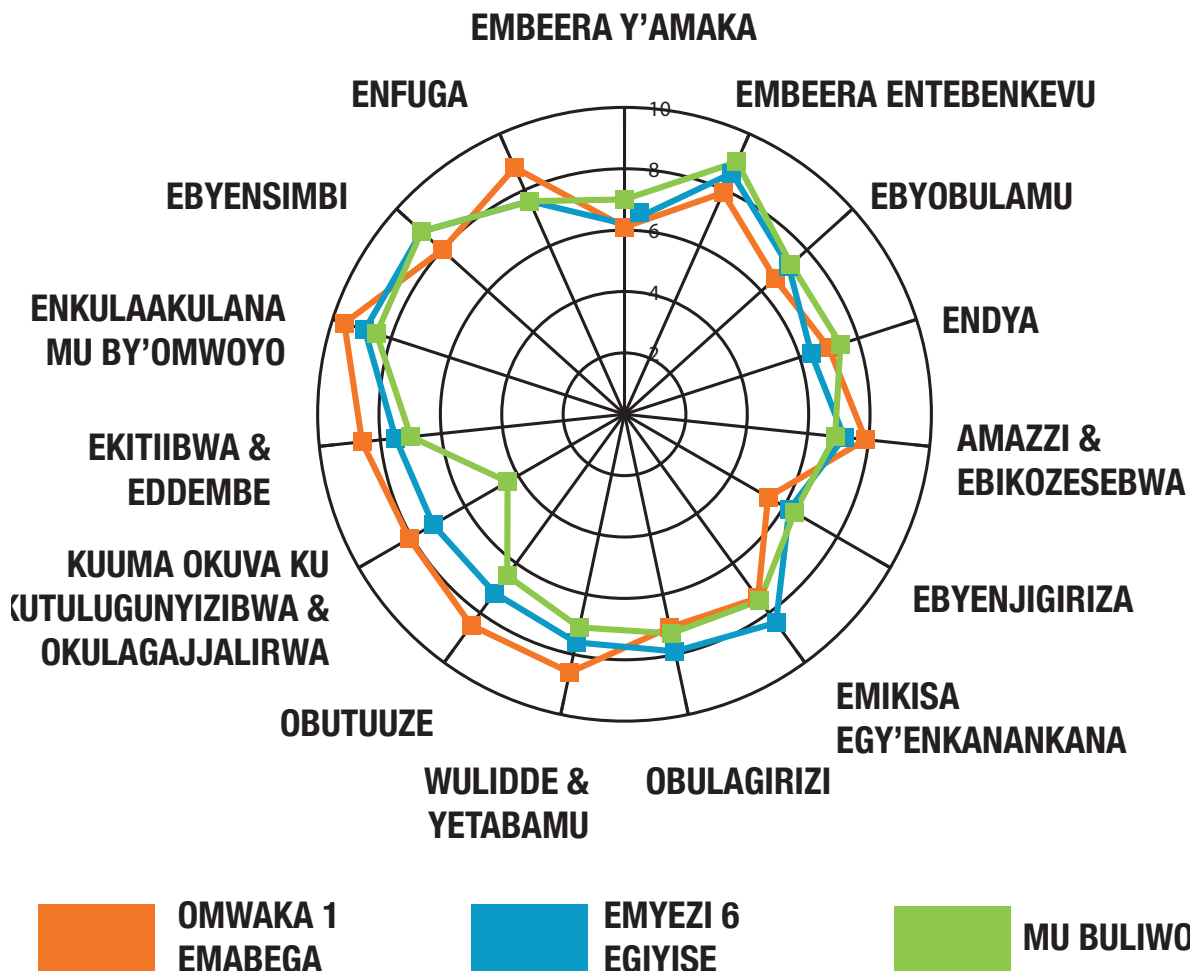 EMBEERA Y’AMAKA
ENFUGA
EMBEERA ENTEBENKEVU
EBYENSIMBI
EBYOBULAMU
ENKULAAKULANA
MU BY’OMWOYO
ENDYA
EKITIIBWA &
EDDEMBE
AMAZZI &
EBIKOZESEBWA
KUUMA OKUVA KU
KUTULUGUNYIZIBWA &
OKULAGAJJALIRWA
EBYENJIGIRIZA
OBUTUUZE
EMIKISA
EGY’ENKANANKANA
WULIDDE &
YETABAMU
OBULAGIRIZI
10
8
6
4
2
OMWAKA 1
EMABEGA
EMYEZI 6
EGIYISE
MU BULIWO